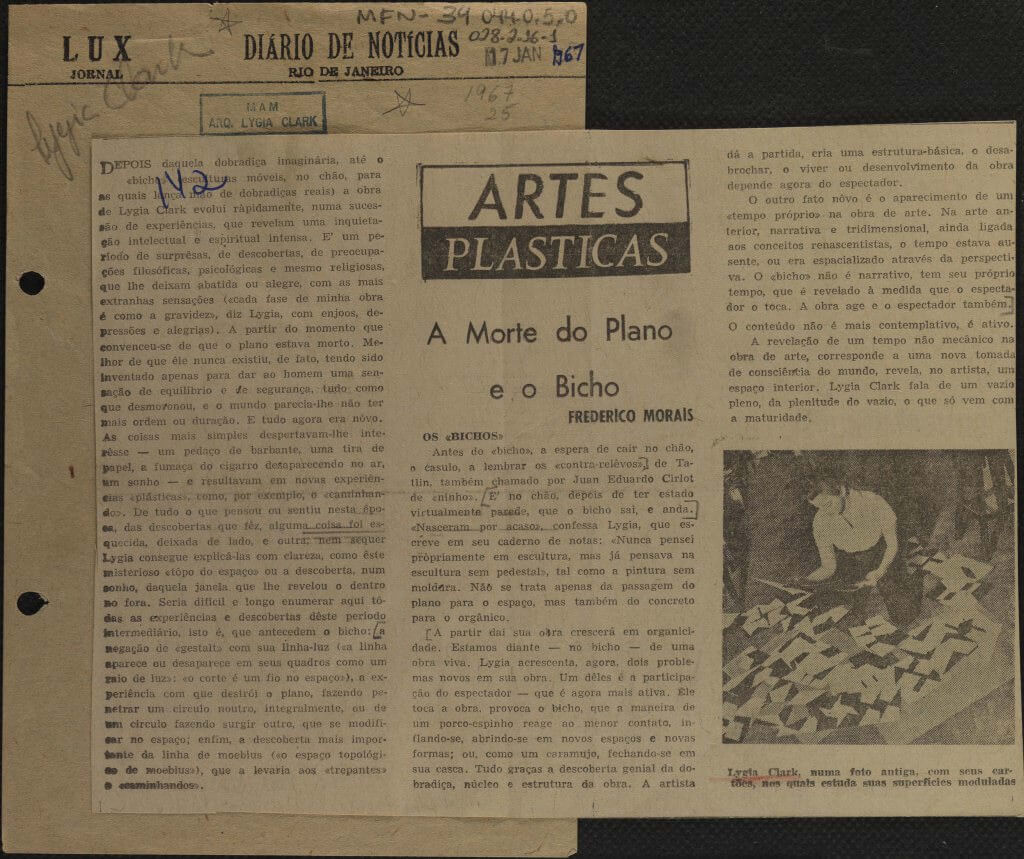 MFN-34 044.0.5.0
LUX
JORNAL
DIÁRIO DE NOTÍCIAS
RIO DE JANEIRO
028-2.26-1
17 JAN 1967
Lygia Clark
MAM
ARQ. LYGIA CLARK
1967
25
142
DEPOIS daquela dobradiça imaginária, até o
«bicho» (esculturas móveis, no chão, para
as quais lança mão de dobradiças reais) a obra
de Lygia Clark evolui ràpidamente, numa suces-
são de experiências, que revelam uma inquieta-
ção intelectual e espiritual intensa. E' um pe-
ríodo de surprêsas, de descobertas, de preocupa-
ções filosóficas, psicológicas e mesmo religiosas,
que lhe deixam abatida ou alegre, com as mais
extranhas sensações («cada fase de minha obra
é como a gravidez», diz Lygia, com enjoos, de-
pressões e alegrias). A partir do momento que
convenceu-se de que o plano estava morto. Me-
lhor de que êle nunca existiu, de fato, tendo sido
inventado apenas para dar ao homem uma sen-
sação de equilíbrio e de segurança, tudo como
que desmoronou, e o mundo parecia-lhe não ter
mais ordem ou duração. E tudo agora era nôvo.
As coisas mais simples despertavam-lhe inte-
rêsse — um pedaço de barbante, uma tira de
papel, a fumaça do cigarro desaparecendo no ar,
um sonho — e resultavam em novas experiên-
cias «plásticas», como, por exemplo, o «caminhan-
do». De tudo o que pensou ou sentiu nesta épo-
ca, das descobertas que fêz, alguma coisa foi es-
quecida, deixada de lado, e outra, nem sequer
Lygia consegue explicá-las com clareza, como êste
misterioso «tôpo do espaço» ou a descoberta, num
sonho, daquela janela que lhe revelou o dentro
no fora. Seria difícil e longo enumerar aqui tô-
das as experiências e descobertas dêste período
intermediário, isto é, que antecedem o bicho: [a
negação de «gestalt» com sua linha-luz («a linha
aparece ou desaparece em seus quadros como um
raio de luz»: «o corte é um fio no espaço»), a ex-
periência com que destrói o plano, fazendo pe-
netrar um círculo noutro, integralmente, ou de
um círculo fazendo surgir outro, que se modifi-
car no espaço; enfim, a descoberta mais impor-
tante da linha de moebius («o espaço topológi-
co de moebius»), que a levaria aos «trepantes»
e «caminhandos».
ARTES
PLASTICAS
A Morte do Plano
e o Bicho
FREDERICO MORAIS
OS «BICHOS»
Antes do «bicho», a espera de cair no chão,
o casulo, a lembrar os «contra-relêvos»] de Ta-
tlin, também chamado por Juan Eduardo Cirlot
de «ninho». [E' no chão, depois de ter estado
virtualmente parede, que o bicho sai, e anda.]
«Nasceram por acaso», confessa Lygia, que es-
creve em seu caderno de notas: «Nunca pensei
pròpriamente em escultura, mas já pensava na
escultura sem pedestal», tal como a pintura sem
moldura. Não se trata apenas da passagem do
plano para o espaço, mas também do concreto
para o orgânico.
[A partir daí sua obra crescerá em organici-
dade. Estamos diante — no bicho — de uma
obra viva. Lygia acrescenta, agora, dois proble-
mas novos em sua obra. Um dêles é a participa-
ção do espectador — que é agora mais ativa. Êle
toca a obra, provoca o bicho, que a maneira de
um porco-espinho reage ao menor contato, in-
flando-se, abrindo-se em novos espaços e novas
formas; ou, como um caramujo, fechando-se em
sua casca. Tudo graças a descoberta genial da do-
bradiça, núcleo e estrutura da obra. A artista
dá a partida, cria uma estrutura-básica, o desa-
brochar, o viver ou desenvolvimento da obra
depende agora do espectador.
O outro fato nôvo é o aparecimento de um
«tempo próprio» na obra de arte. Na arte an-
terior, narrativa e tridimensional, ainda ligada
aos conceitos renascentistas, o tempo estava au-
sente, ou era espacializado através da perspecti-
va. O «bicho» não é narrativo, tem seu próprio
tempo, que é revelado à medida que o especta-
dor o toca. A obra age e o espectador também.]
O conteúdo não é mais contemplativo, é ativo.
A revelação de um tempo não mecânico na
obra de arte, corresponde a uma nova tomada
de consciência do mundo, revela, no artista, um
espaço interior. Lygia Clark fala de um vazio
pleno, da plenitude do vazio, o que só vem com
a maturidade.
Lygia Clark, numa foto antiga, com seus car-
tões, nos quais estuda suas superfícies moduladas